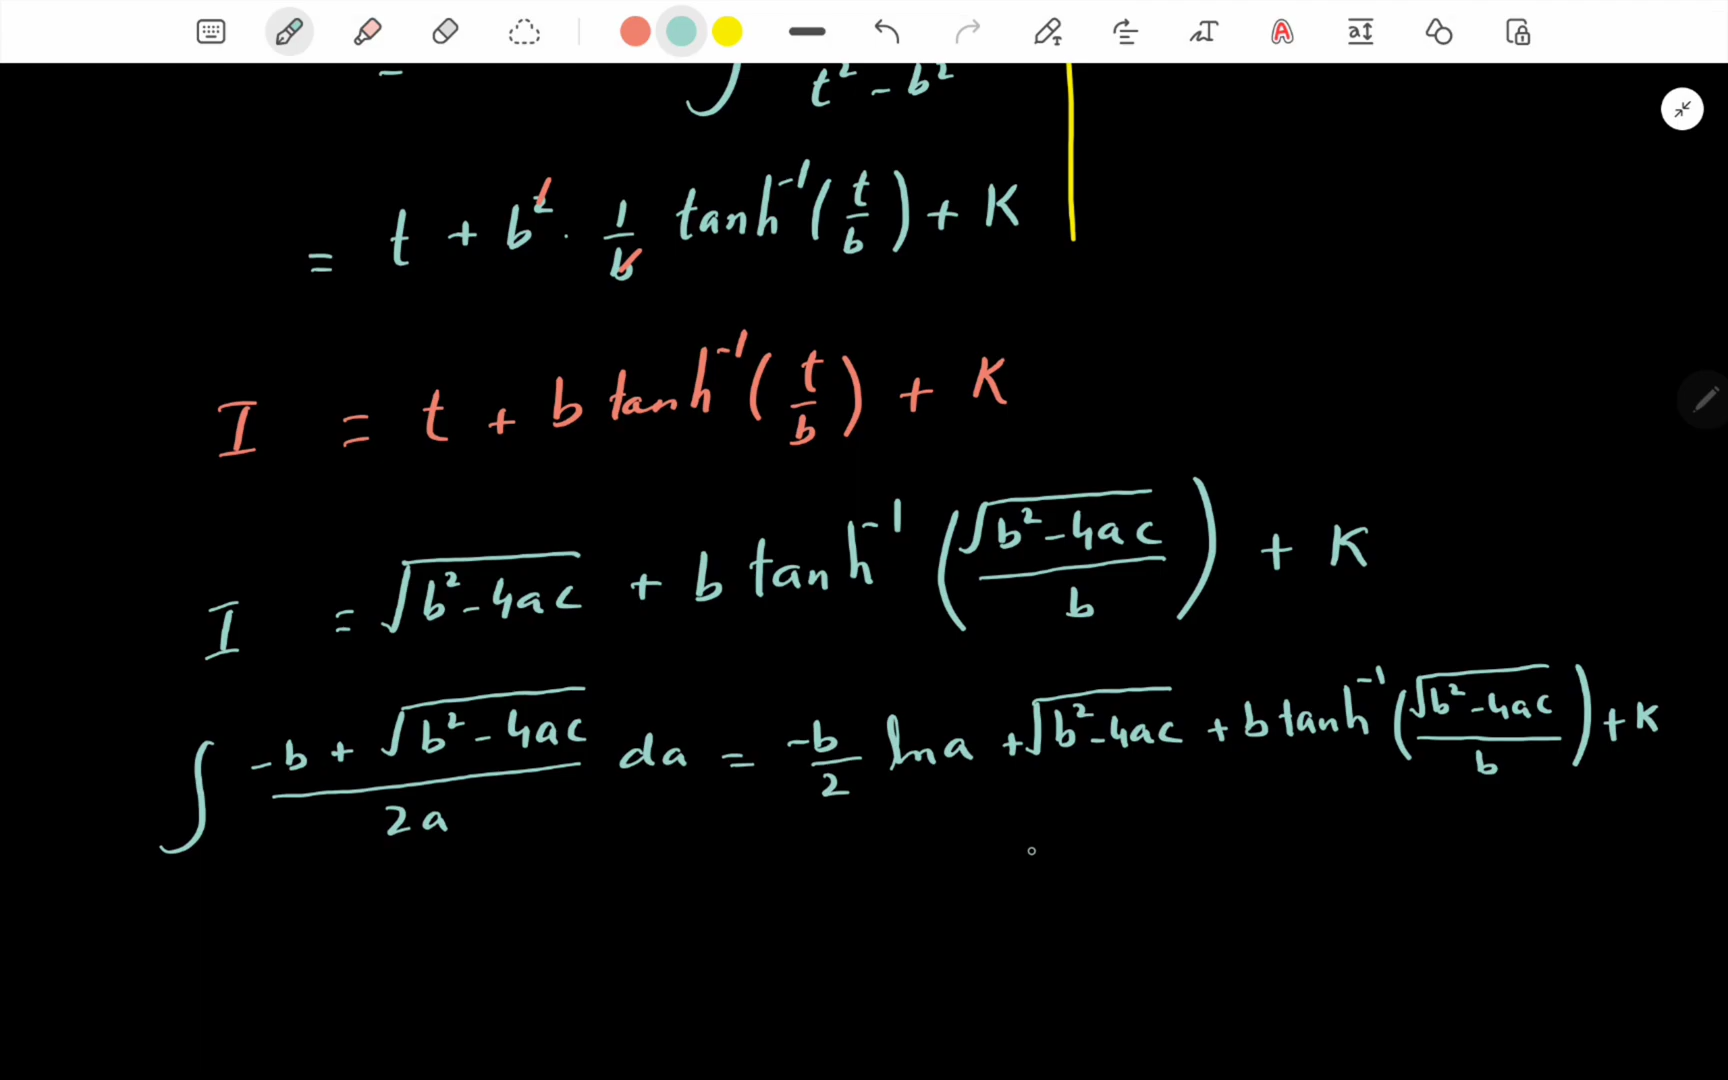 − ∫ t² - b²
= t + b² · 1/b tanh⁻¹(t/b) + K
I = t + b tanh⁻¹(t/b) + K
I = √(b²-4ac) + b tanh⁻¹(√(b²-4ac)/b) + K
∫ (-b + √(b²-4ac))/2a da = -b/2 ln a + √(b²-4ac) + b tanh⁻¹(√(b²-4ac)/b) + K